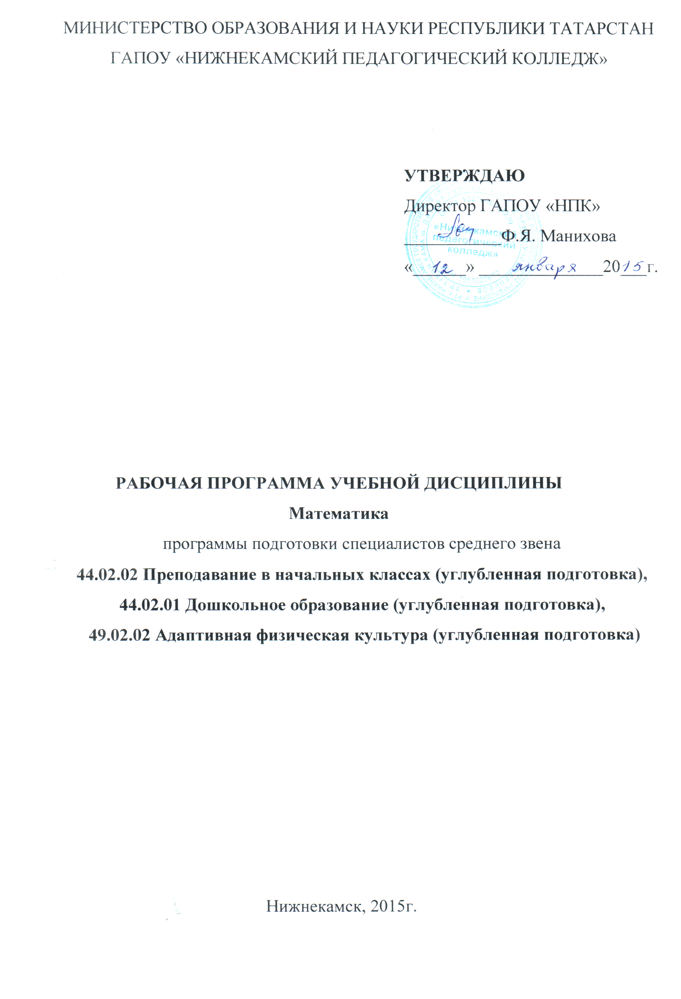 МИНИСТЕРСТВО ОБРАЗОВАНИЯ И НАУКИ РЕСПУБЛИКИ ТАТАРСТАН
ГАПОУ «НИЖНЕКАМСКИЙ ПЕДАГОГИЧЕСКИЙ КОЛЛЕДЖ»
УТВЕРЖДАЮ
Директор ГАПОУ «НПК»
Ф.Я. Манихова
« 12 » января 2015 г.
«Нижнекамский
педагогический
колледж»
РАБОЧАЯ ПРОГРАММА УЧЕБНОЙ ДИСЦИПЛИНЫ
Математика
программы подготовки специалистов среднего звена
44.02.02 Преподавание в начальных классах (углубленная подготовка),
44.02.01 Дошкольное образование (углубленная подготовка),
49.02.02 Адаптивная физическая культура (углубленная подготовка)
Нижнекамск, 2015г.